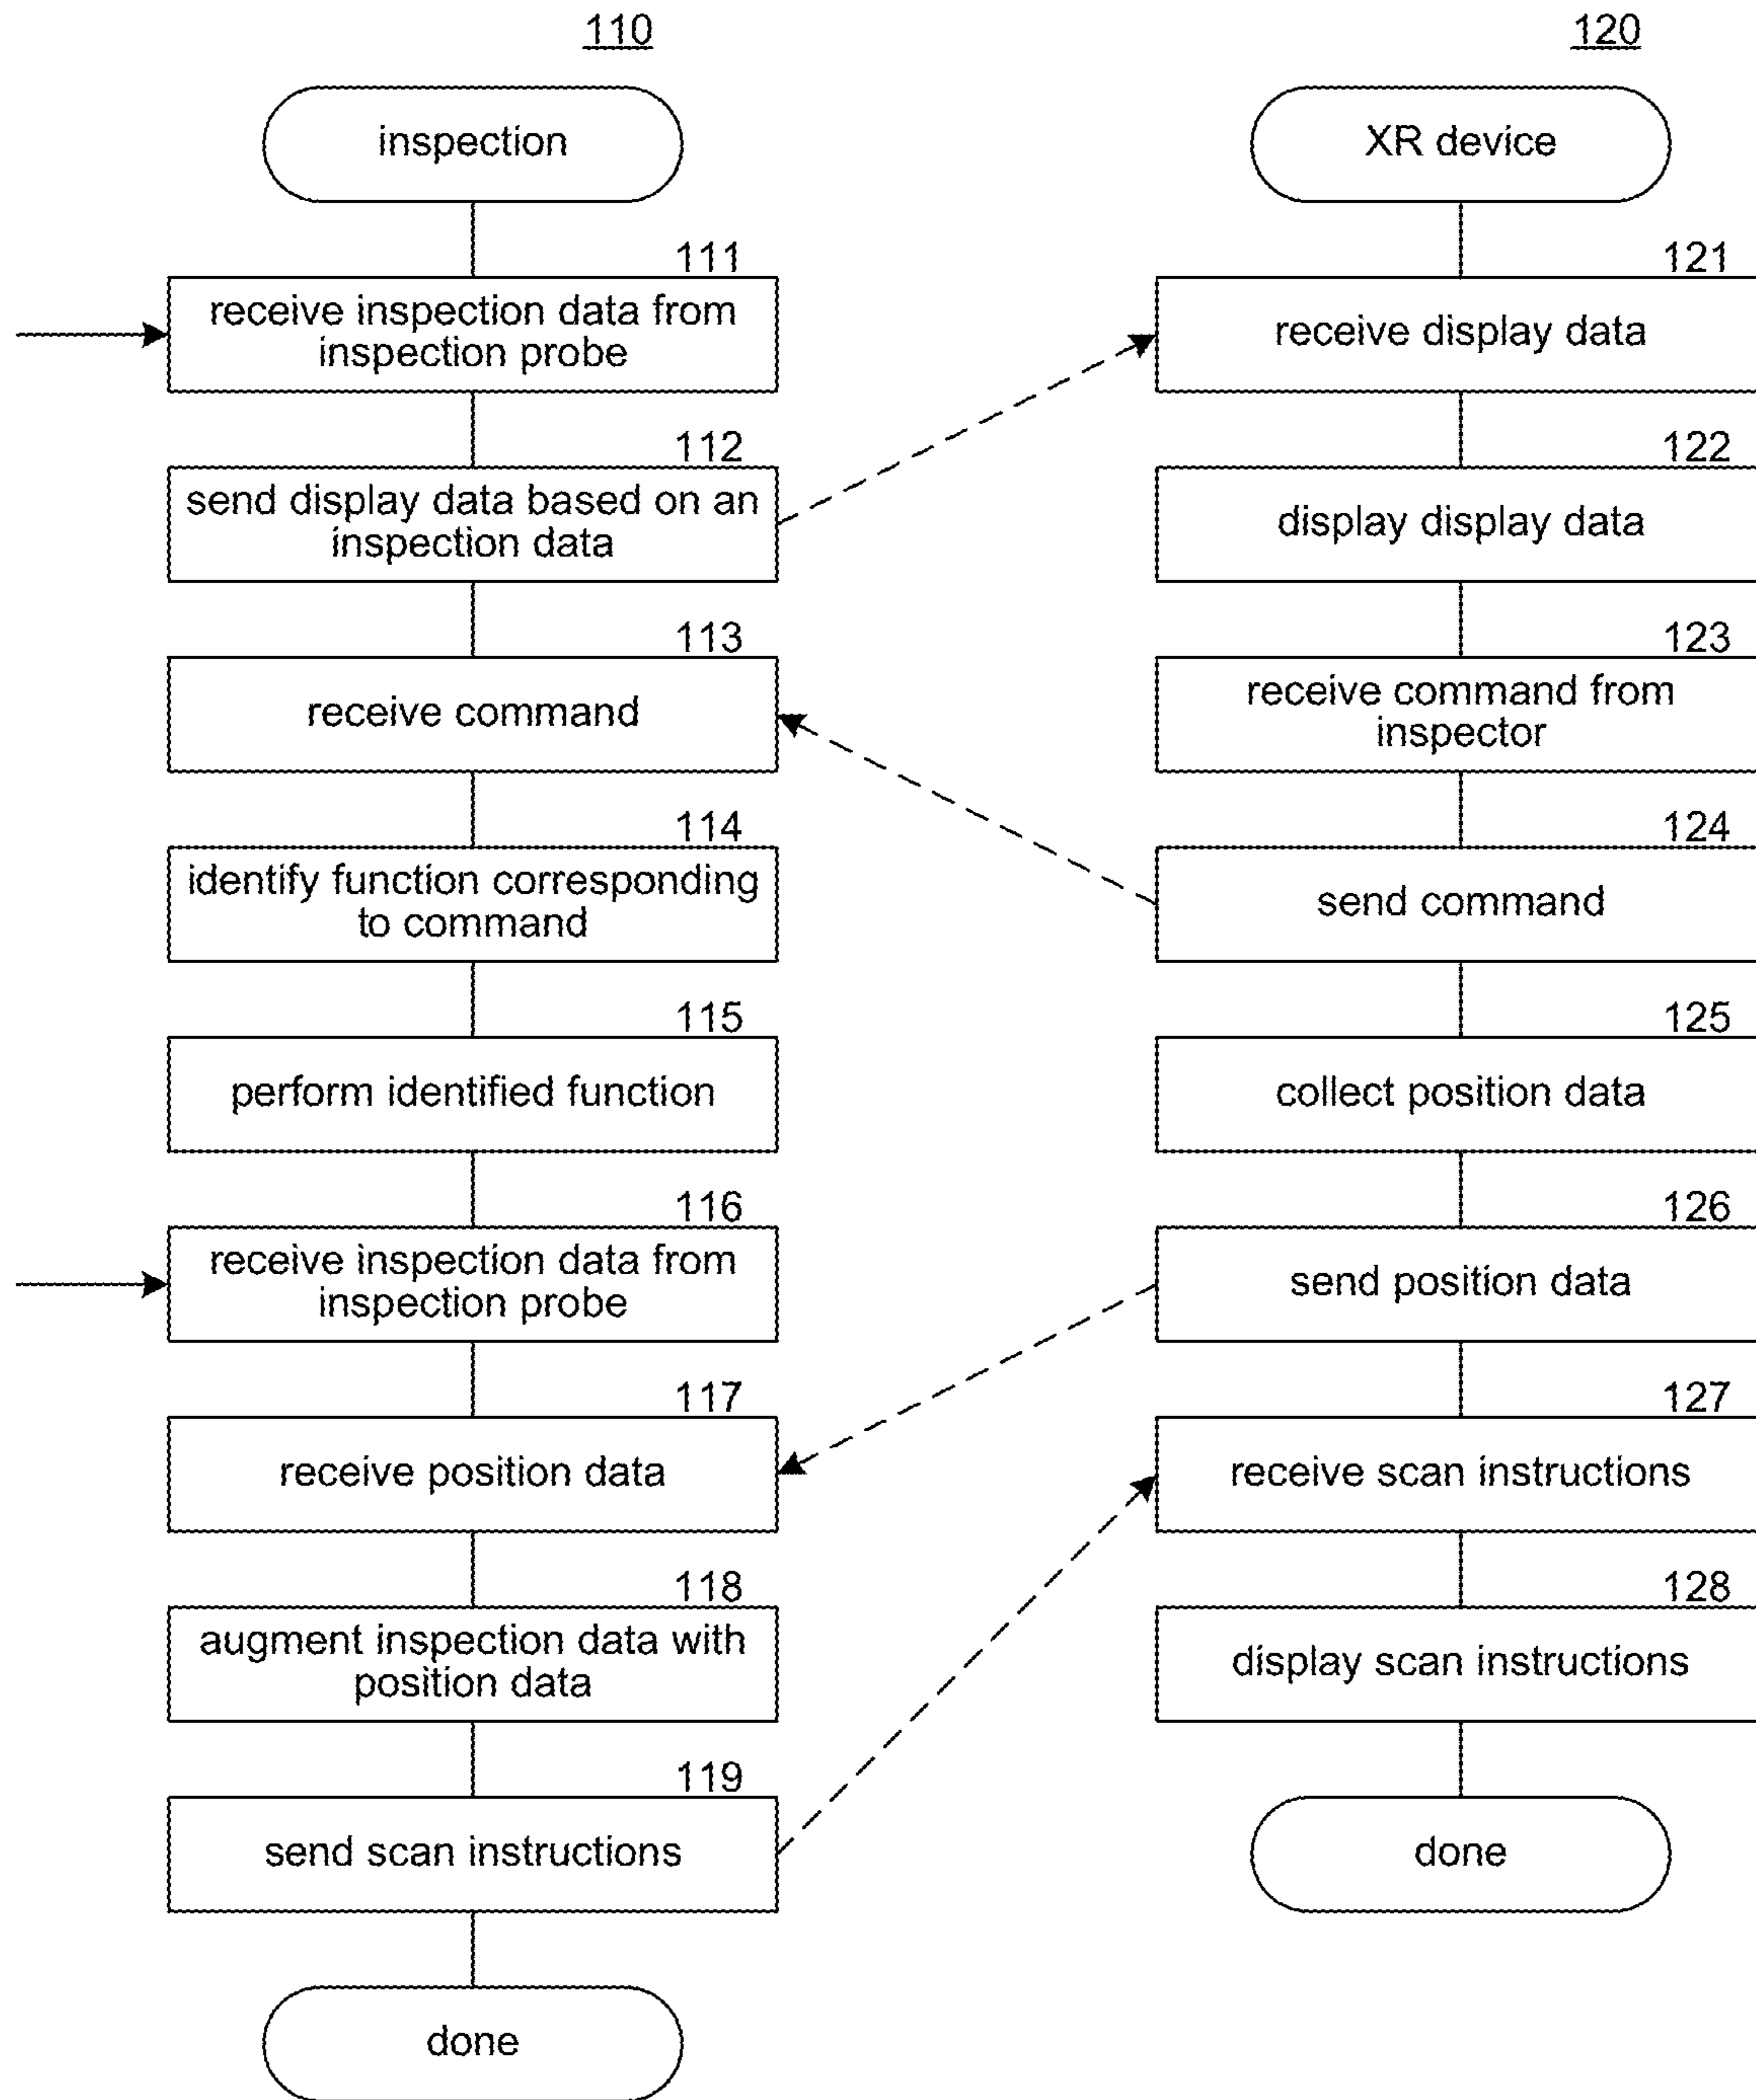 110
inspection
111
receive inspection data from
inspection probe
112
send display data based on an
inspection data
113
receive command
114
identify function corresponding
to command
115
perform identified function
116
receive inspection data from
inspection probe
117
receive position data
118
augment inspection data with
position data
119
send scan instructions
done
120
XR device
121
receive display data
122
display display data
123
receive command from
inspector
124
send command
125
collect position data
126
send position data
127
receive scan instructions
128
display scan instructions
done